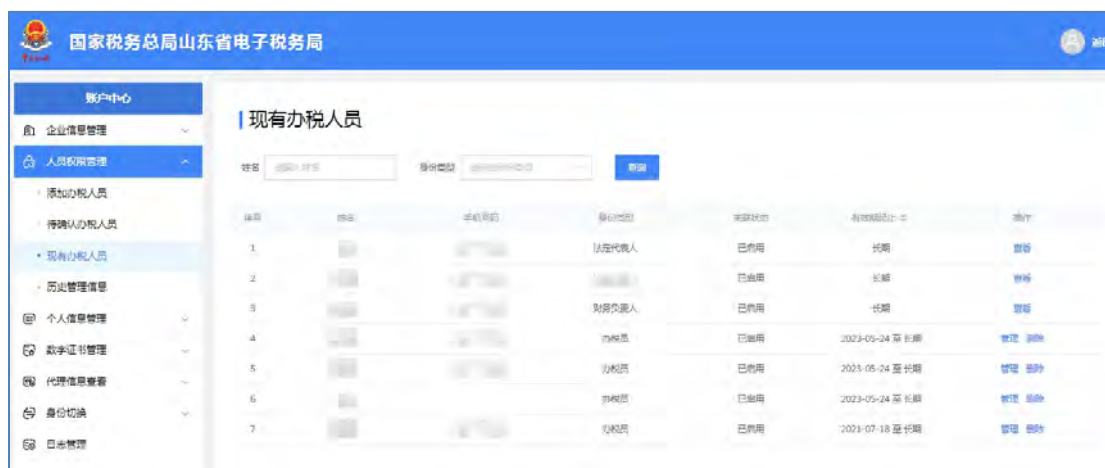 国家税务总局山东省电子税务局
账户中心
企业信息管理
人员权限管理
添加办税人员
待确认办税人员
现有办税人员
历史管理信息
个人信息管理
数字证书管理
代理信息查看
身份切换
日志管理
现有办税人员
姓名 请输入姓名 身份类型 查询
序号 姓名 手机号码 身份类型 关联状态 有效期起止 操作
1 法定代表人 已启用 长期 查看
2 已启用 长期 查看
3 财务负责人 已启用 长期 查看
4 办税员 已启用 2023-05-24 至 长期 管理 删除
5 办税员 已启用 2023-05-24 至 长期 管理 删除
6 办税员 已启用 2023-05-24 至 长期 管理 删除
7 办税员 已启用 2021-07-18 至 长期 管理 删除